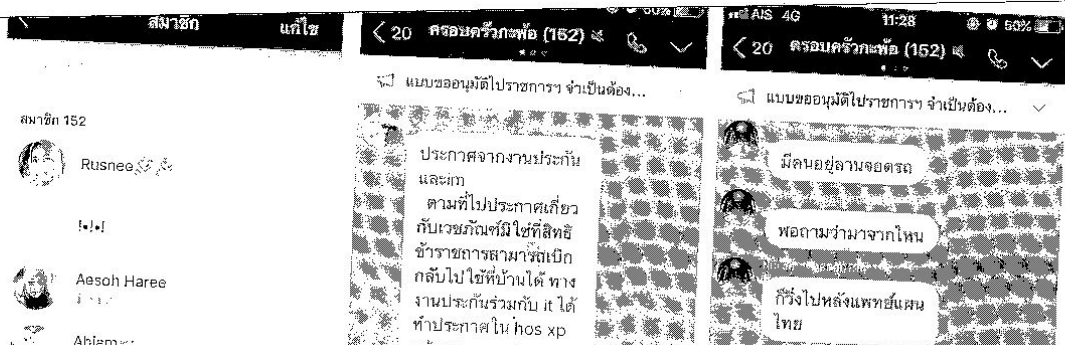 สมาชิก
แก้ไข
สมาชิก 152
Rusnee
Aesoh Haree
< 20 ครอบครัวกะพ้อ (152)
แบบขออนุมัติไปราชการฯ จำเป็นต้อง...
ประกาศจากงานประกัน
และim
ตามที่ไปประกาศเกี่ยว
กับเวชภัณฑ์มิใช่ที่สิทธิ
ข้าราชการสามารถเบิก
กลับไปใช้ที่บ้านได้ ทาง
งานประกันร่วมกับ it ได้
ทำประกาศใน hos xp
AIS 4G 11:28 50%
< 20 ครอบครัวกะพ้อ (152)
แบบขออนุมัติไปราชการฯ จำเป็นต้อง...
มีคนอยู่ลานจอดรถ
พอถามว่ามาจากไหน
ก็วิ่งไปหลังแพทย์แผน
ไทย